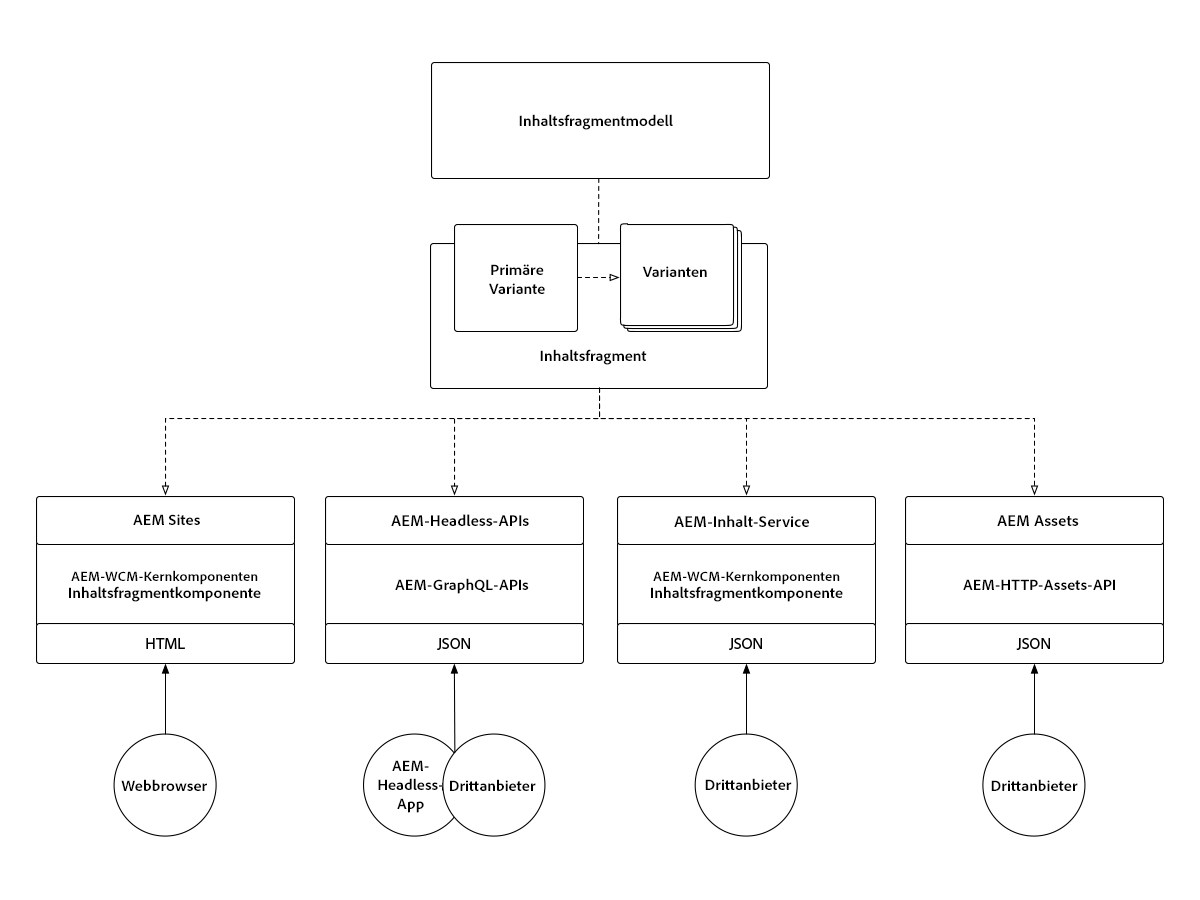 Inhaltsfragmentmodell
Primäre
Variante
Varianten
Inhaltsfragment
AEM Sites
AEM-WCM-Kernkomponenten
Inhaltsfragmentkomponente
HTML
Webbrowser
AEM-Headless-APIs
AEM-GraphQL-APIs
JSON
AEM-
Headless-
App
Drittanbieter
AEM-Inhalt-Service
AEM-WCM-Kernkomponenten
Inhaltsfragmentkomponente
JSON
Drittanbieter
AEM Assets
AEM-HTTP-Assets-API
JSON
Drittanbieter